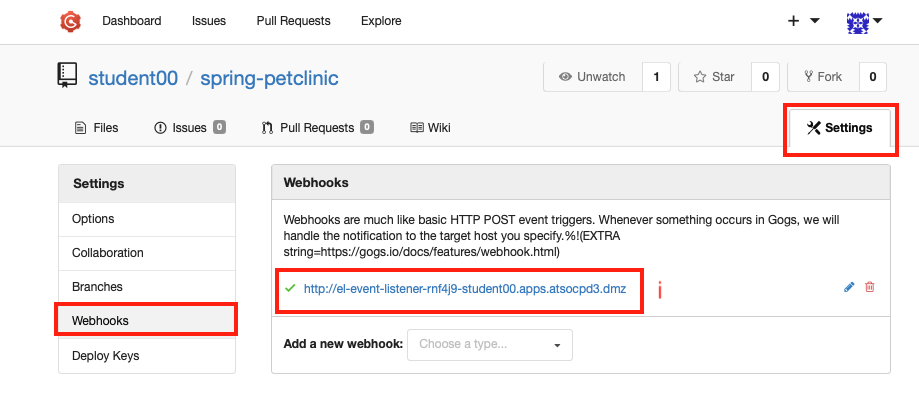 Dashboard Issues Pull Requests Explore +
student00 / spring-petclinic
Unwatch 1 Star 0 Fork 0
Files Issues 0 Pull Requests 0 Wiki Settings
Settings
Options
Collaboration
Branches
Webhooks
Deploy Keys
Webhooks
Webhooks are much like basic HTTP POST event triggers. Whenever something occurs in Gogs, we will
handle the notification to the target host you specify.%!(EXTRA
string=https://gogs.io/docs/features/webhook.html)
http://el-event-listener-rnf4j9-student00.apps.atsocpd3.dmz i
Add a new webhook: Choose a type...